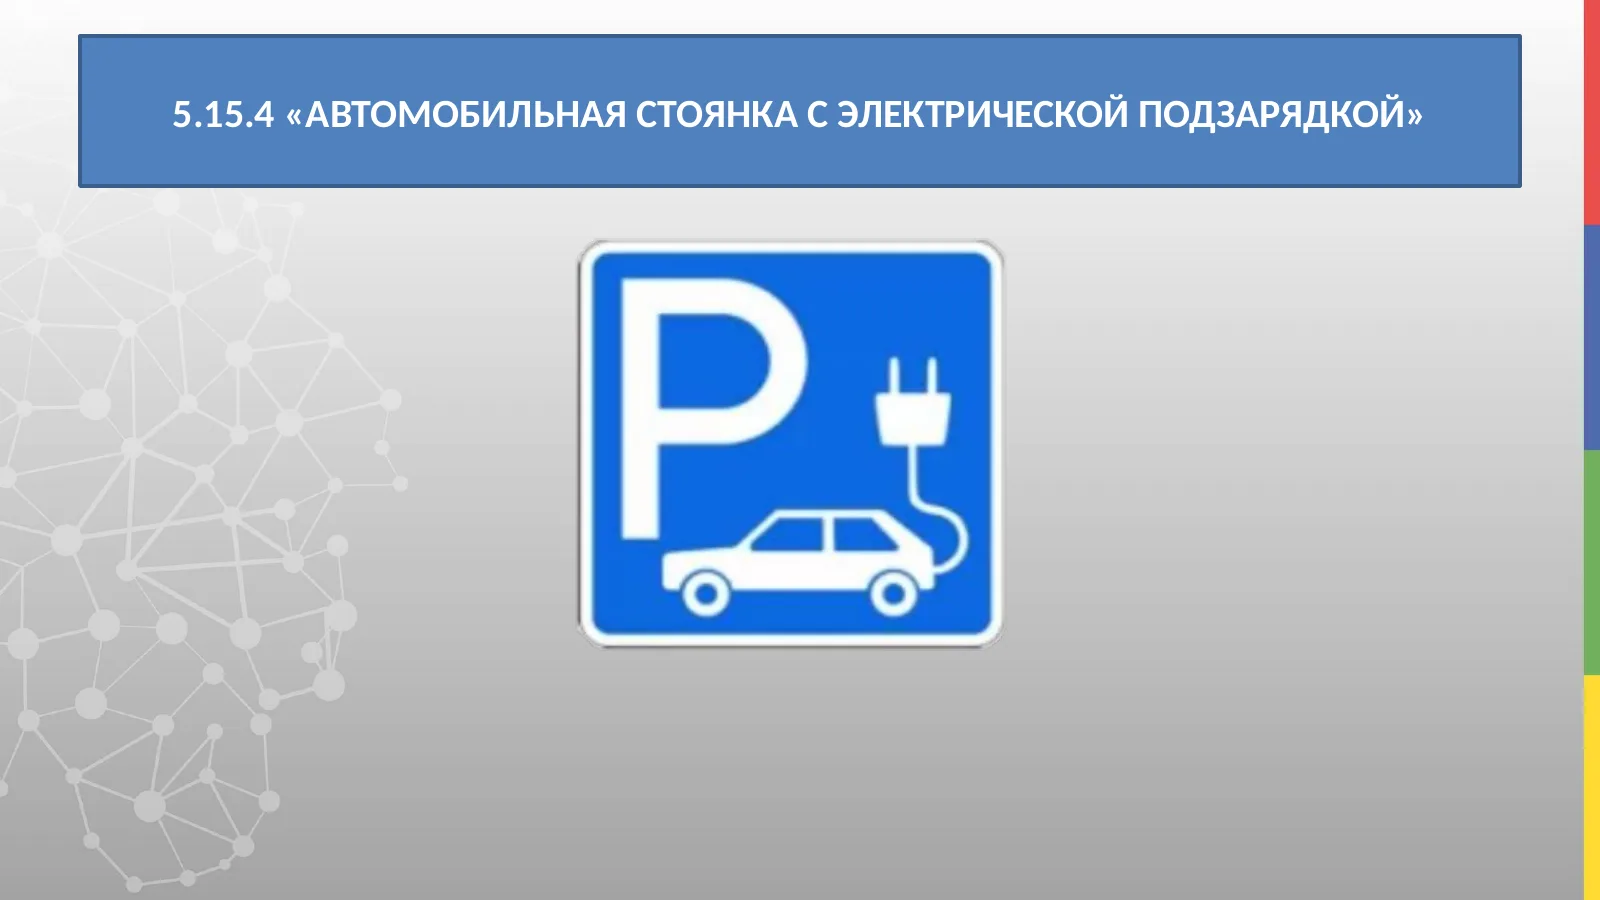 5.15.4 «АВТОМОБИЛЬНАЯ СТОЯНКА С ЭЛЕКТРИЧЕСКОЙ ПОДЗАРЯДКОЙ»
P